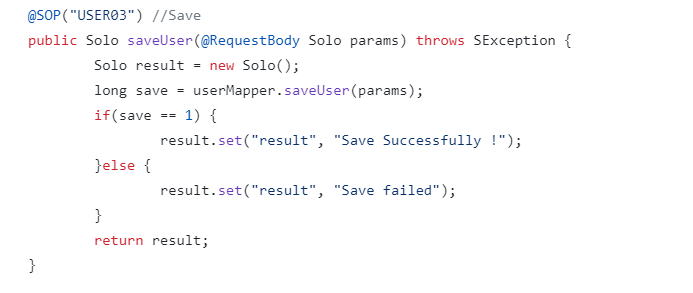 @SOP("USER03") //Save
public Solo saveUser(@RequestBody Solo params) throws SException {
        Solo result = new Solo();
        long save = userMapper.saveUser(params);
        if(save == 1) {
                result.set("result", "Save Successfully !");
        }else {
                result.set("result", "Save failed");
        }
        return result;
}